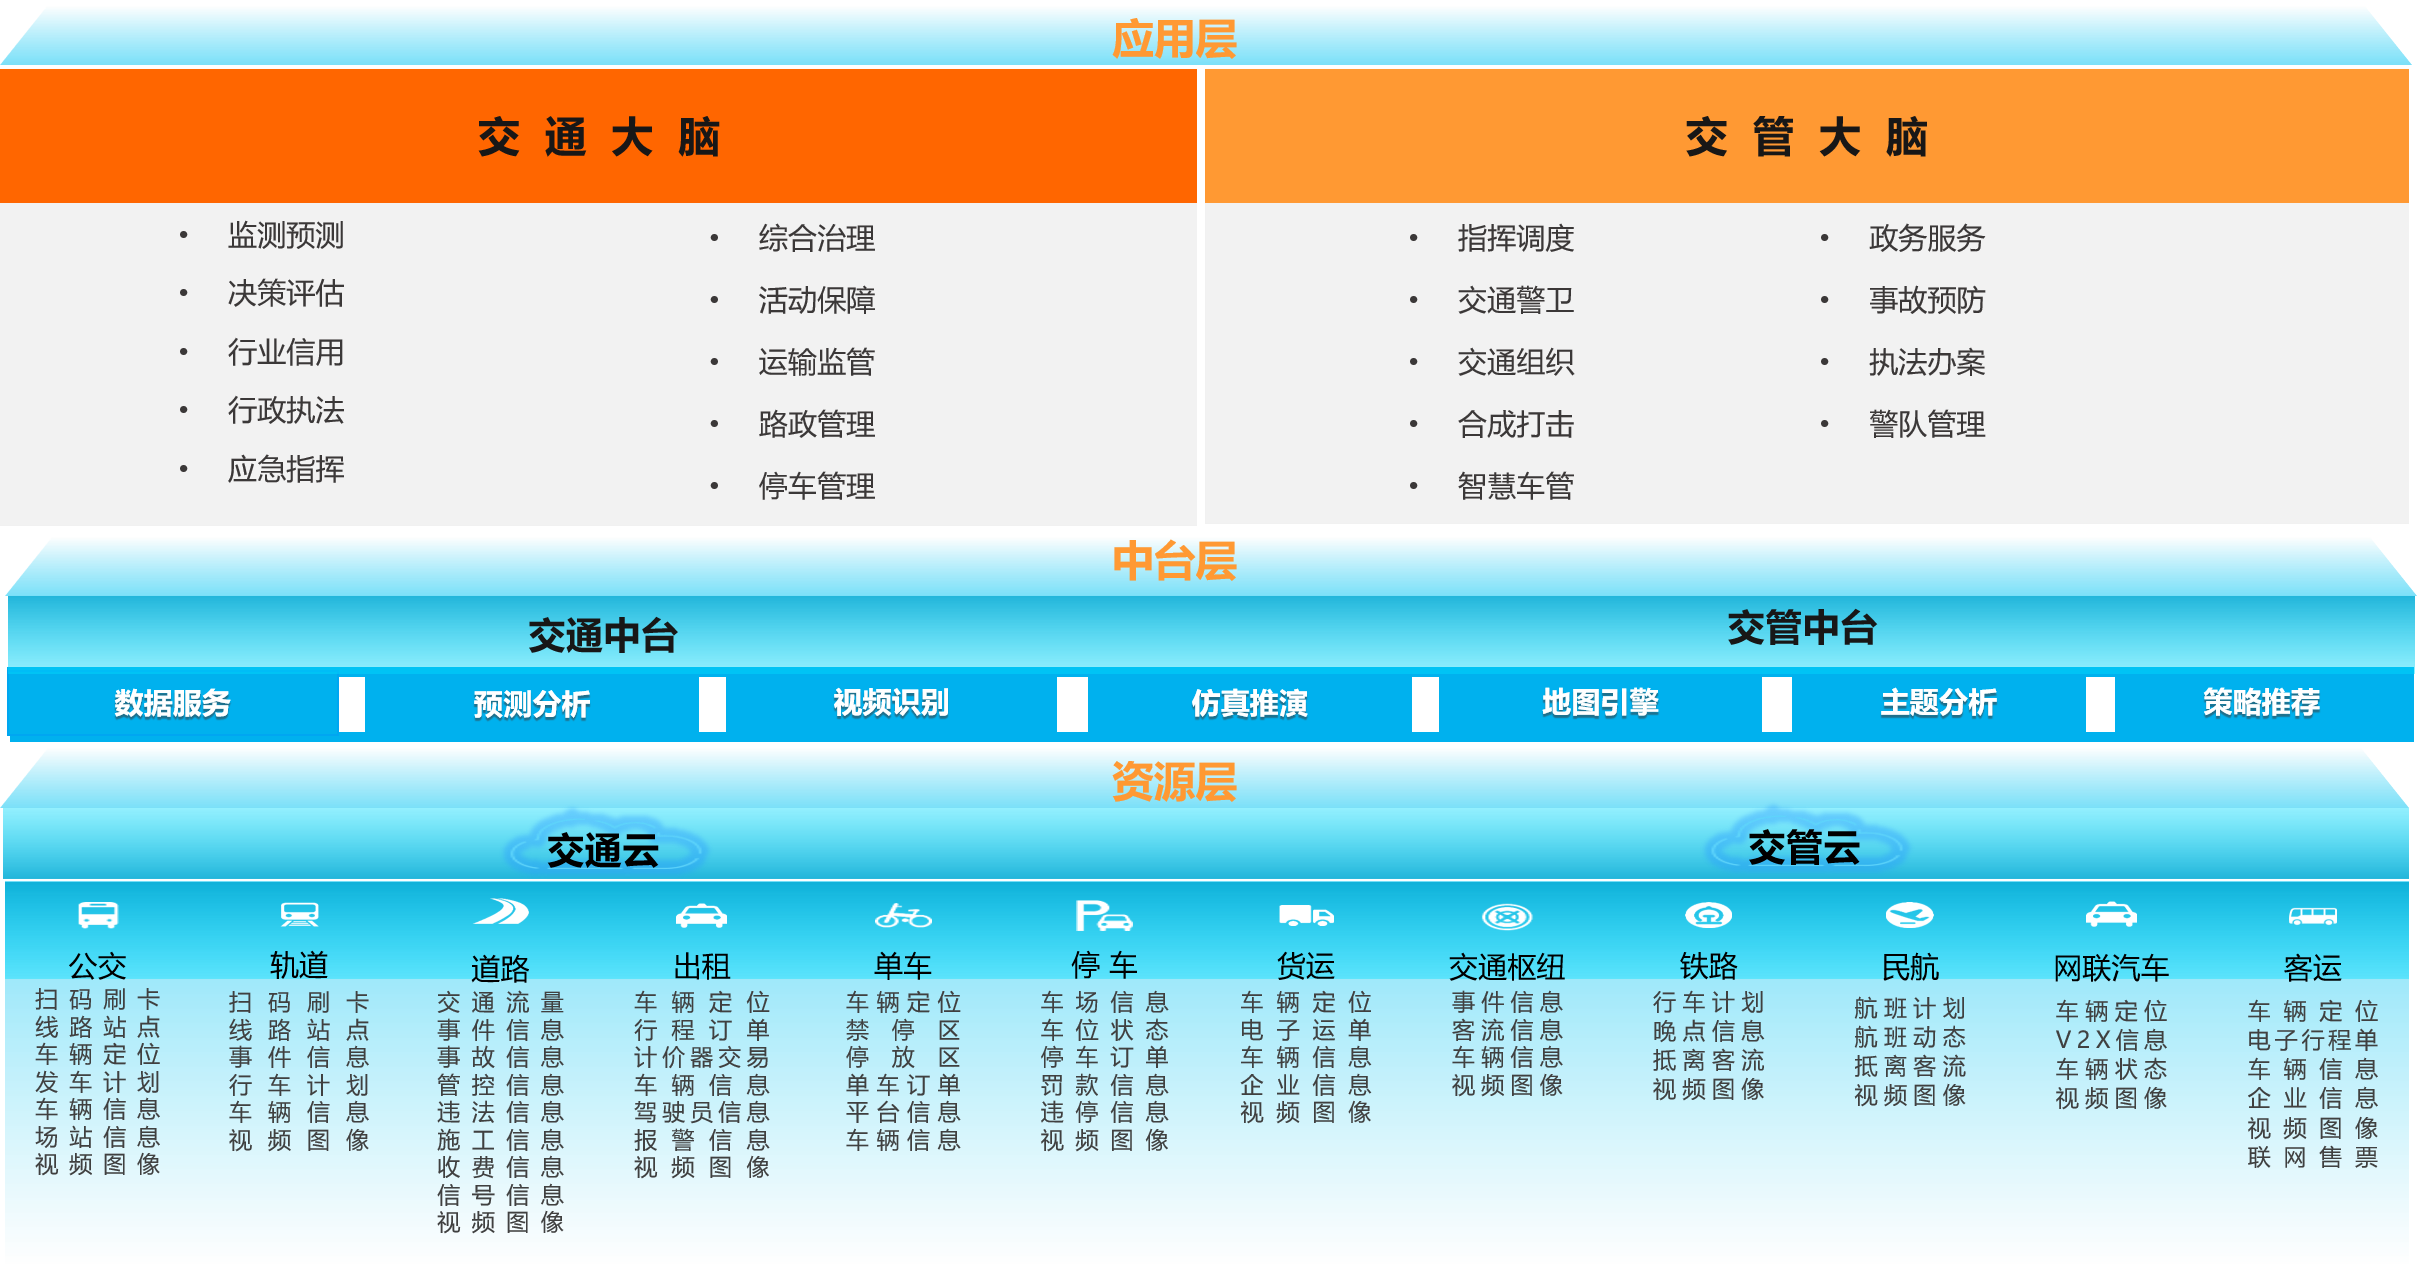 应用层
交通大脑
交管大脑
• 监测预测
• 决策评估
• 行业信用
• 行政执法
• 应急指挥
• 综合治理
• 活动保障
• 运输监管
• 路政管理
• 停车管理
• 指挥调度
• 交通警卫
• 交通组织
• 合成打击
• 智慧车管
• 政务服务
• 事故预防
• 执法办案
• 警队管理
中台层
交通中台
交管中台
数据服务
预测分析
视频识别
仿真推演
地图引擎
主题分析
策略推荐
资源层
交通云
交管云
公交
扫码刷卡
线路站点
车辆定位
发车计划
车辆信息
场站信息
视频图像
轨道
扫码刷卡
线路站点
事件信息
行车计划
车辆信息
视频图像
道路
交通流量
事件信息
事故信息
管控信息
违法信息
施工信息
收费信息
信号信息
视频图像
出租
车辆定位
行程订单
计价器交易
车辆信息
驾驶员信息
报警信息
视频图像
单车
车辆定位
禁停区
停放区
单车订单
平台信息
车辆信息
P
停车
车场信息
车位状态
停车订单
罚款信息
违停信息
视频图像
货运
车辆定位
电子运单
车辆信息
企业信息
视频图像
交通枢纽
事件信息
客流信息
车辆信息
视频图像
铁路
行车计划
晚点信息
抵离客流
视频图像
民航
航班计划
航班动态
抵离客流
视频图像
网联汽车
车辆定位
V2X信息
车辆状态
视频图像
客运
车辆定位
电子行程单
车辆信息
企业信息
视频图像
联网售票